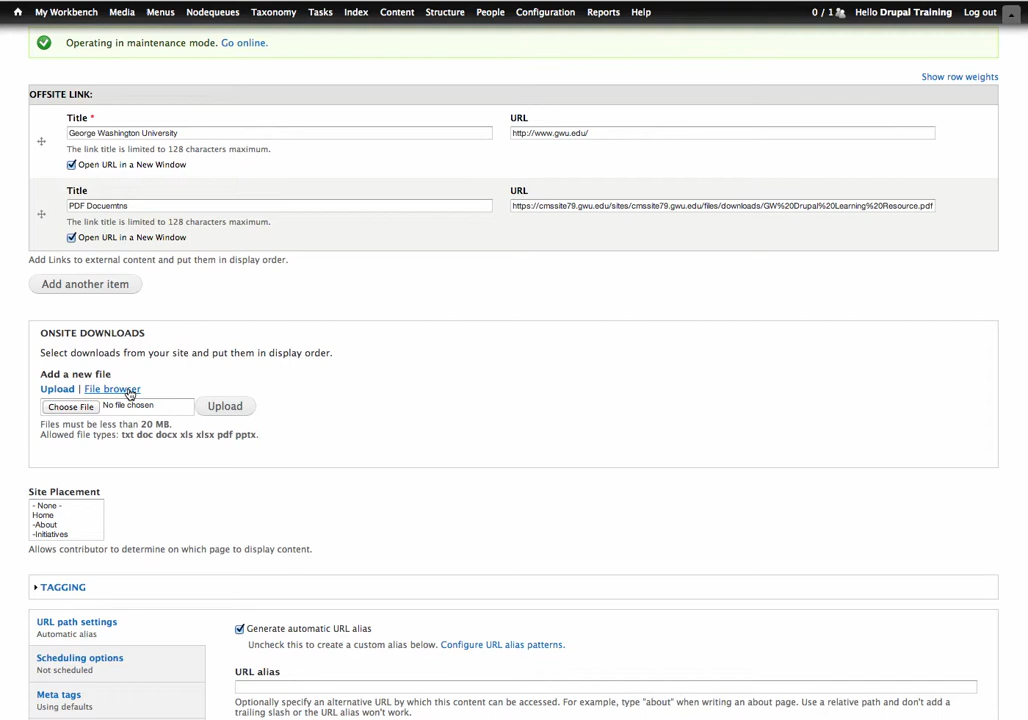 My Workbench Media Menus Nodequeues Taxonomy Tasks Index Content Structure People Configuration Reports Help 0 / 1 Hello Drupal Training Log out
Operating in maintenance mode. Go online.
Show row weights
OFFSITE LINK:
Title * URL
George Washington University http://www.gwu.edu/
The link title is limited to 128 characters maximum.
Open URL in a New Window
Title URL
PDF Docuemtns https://cmssite79.gwu.edu/sites/cmssite79.gwu.edu/files/downloads/GW%20Drupal%20Learning%20Resource.pdf
The link title is limited to 128 characters maximum.
Open URL in a New Window
Add Links to external content and put them in display order.
Add another item
ONSITE DOWNLOADS
Select downloads from your site and put them in display order.
Add a new file
Upload | File browser
Choose File No file chosen Upload
Files must be less than 20 MB.
Allowed file types: txt doc docx xls xlsx pdf pptx.
Site Placement
- None -
Home
-About
-Initiatives
Allows contributor to determine on which page to display content.
TAGGING
URL path settings
Automatic alias
Scheduling options
Not scheduled
Meta tags
Using defaults
Generate automatic URL alias
Uncheck this to create a custom alias below. Configure URL alias patterns.
URL alias
Optionally specify an alternative URL by which this content can be accessed. For example, type "about" when writing an about page. Use a relative path and don't add a
trailing slash or the URL alias won't work.